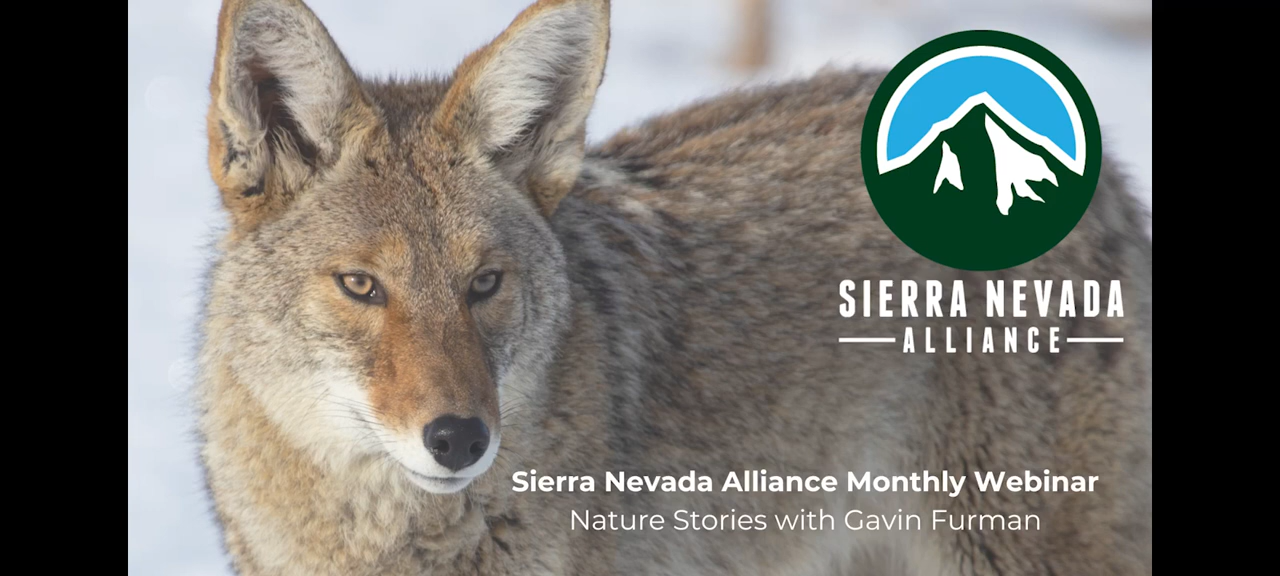 SIERRA NEVADA
ALLIANCE
Sierra Nevada Alliance Monthly Webinar
Nature Stories with Gavin Furman